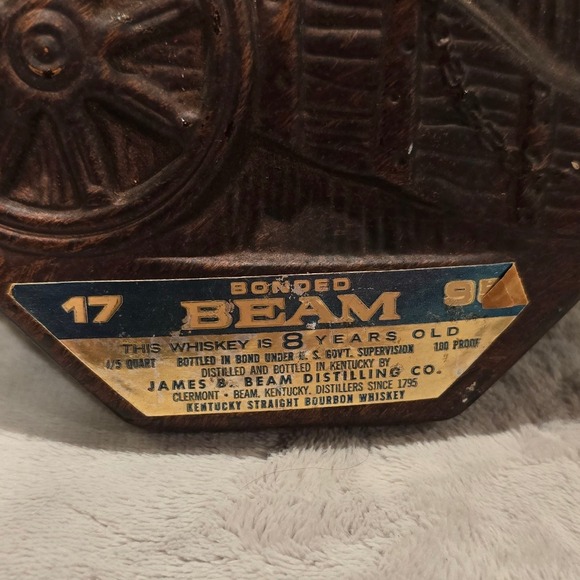 BONDED
17 BEAM
THIS WHISKEY IS 8 YEARS OLD
4/5 QUART BOTTLED IN BOND UNDER U. S. GOV'T. SUPERVISION 100 PROOF
DISTILLED AND BOTTLED IN KENTUCKY BY
JAMES B. BEAM DISTILLING CO.
CLERMONT • BEAM, KENTUCKY, DISTILLERS SINCE 1795
KENTUCKY STRAIGHT BOURBON WHISKEY